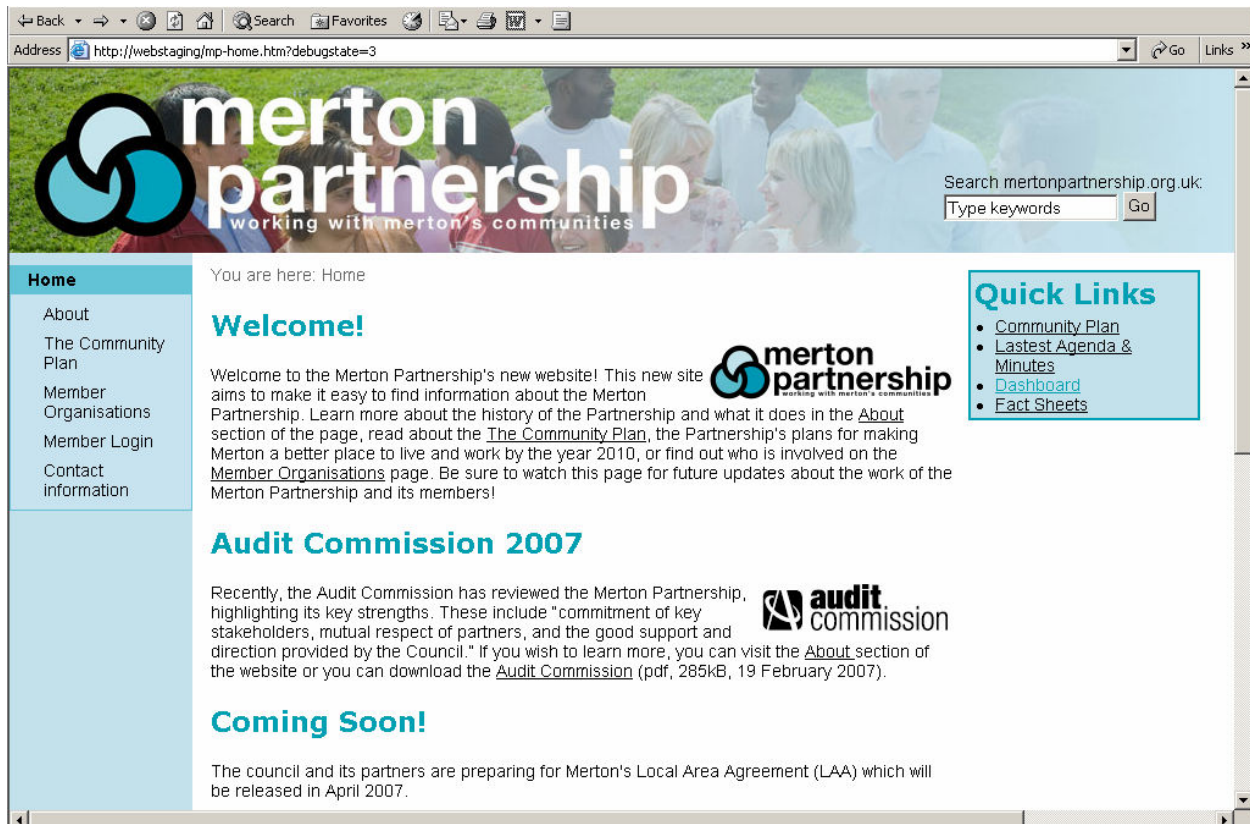 Back
Search
Favorites
Address http://webstaging/mp-home.htm?debugstate=3
Go
Links »
merton
partnership
working with merton's communities
Search mertonpartnership.org.uk:
Type keywords
Go
Home
About
The Community
Plan
Member
Organisations
Member Login
Contact
information
You are here: Home
Welcome!
merton
partnership
working with merton's communities
Welcome to the Merton Partnership's new website! This new site
aims to make it easy to find information about the Merton
Partnership. Learn more about the history of the Partnership and what it does in the About
section of the page, read about the The Community Plan, the Partnership's plans for making
Merton a better place to live and work by the year 2010, or find out who is involved on the
Member Organisations page. Be sure to watch this page for future updates about the work of the
Merton Partnership and its members!
Audit Commission 2007
audit
commission
Recently, the Audit Commission has reviewed the Merton Partnership,
highlighting its key strengths. These include "commitment of key
stakeholders, mutual respect of partners, and the good support and
direction provided by the Council." If you wish to learn more, you can visit the About section of
the website or you can download the Audit Commission (pdf, 285kB, 19 February 2007).
Coming Soon!
The council and its partners are preparing for Merton's Local Area Agreement (LAA) which will
be released in April 2007.
Quick Links
• Community Plan
• Lastest Agenda &
Minutes
• Dashboard
• Fact Sheets